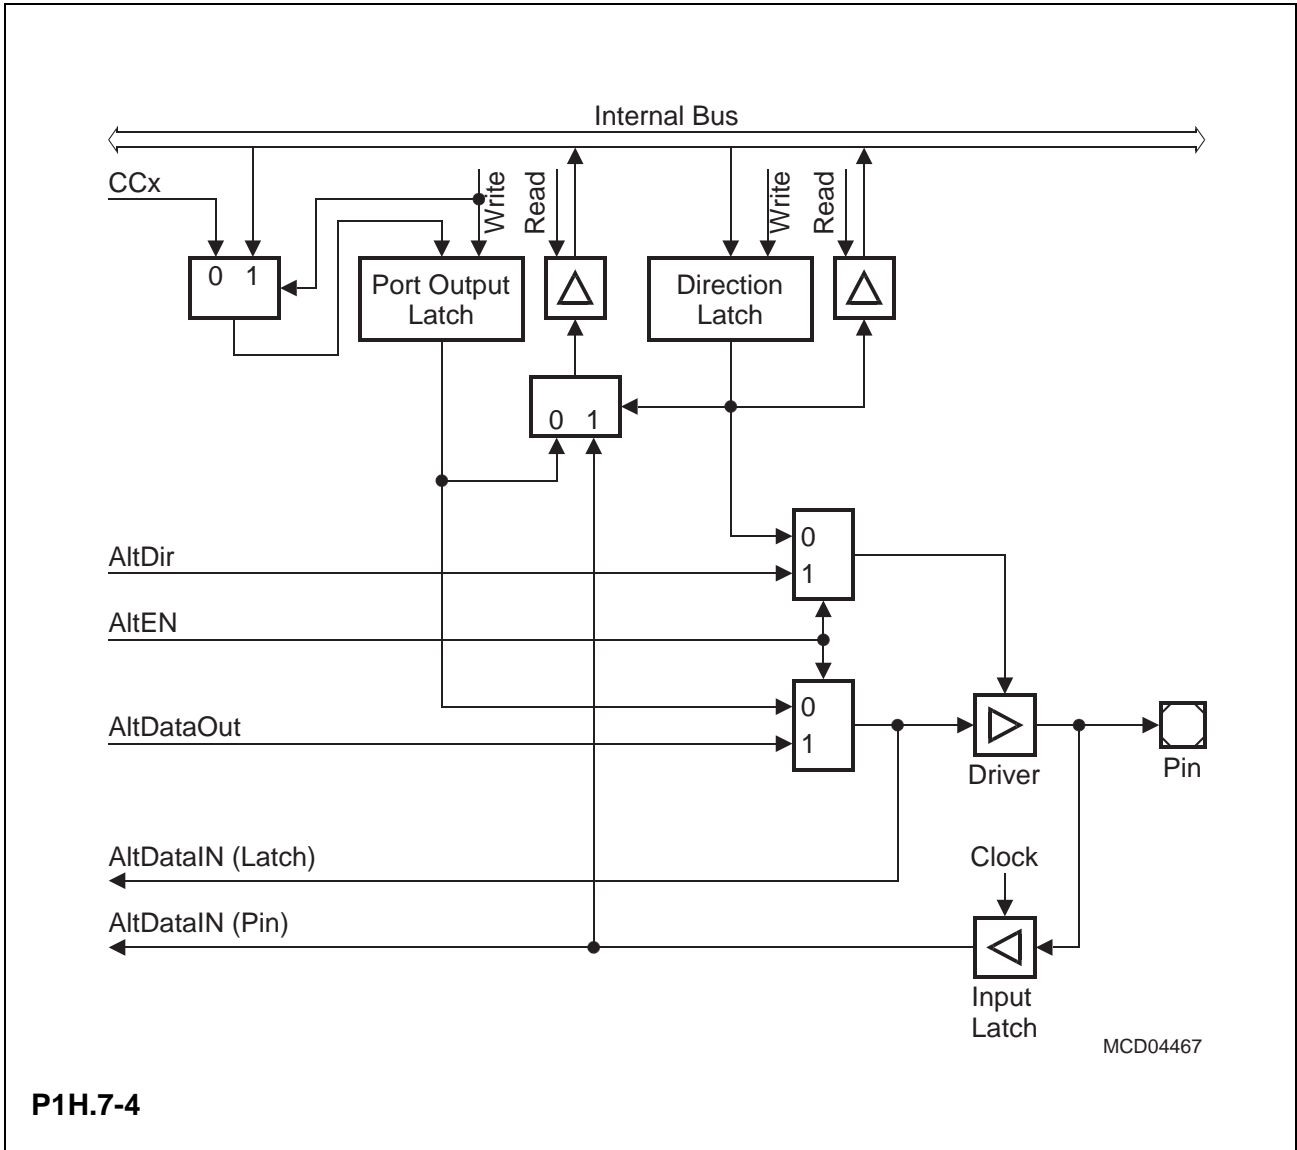 Internal Bus
CCx
Write
Read
Write
Read
0 1
Port Output
Latch
Direction
Latch
0 1
AltDir
0
1
AltEN
AltDataOut
0
1
Driver
Pin
AltDataIN (Latch)
Clock
AltDataIN (Pin)
Input
Latch
MCD04467
P1H.7-4